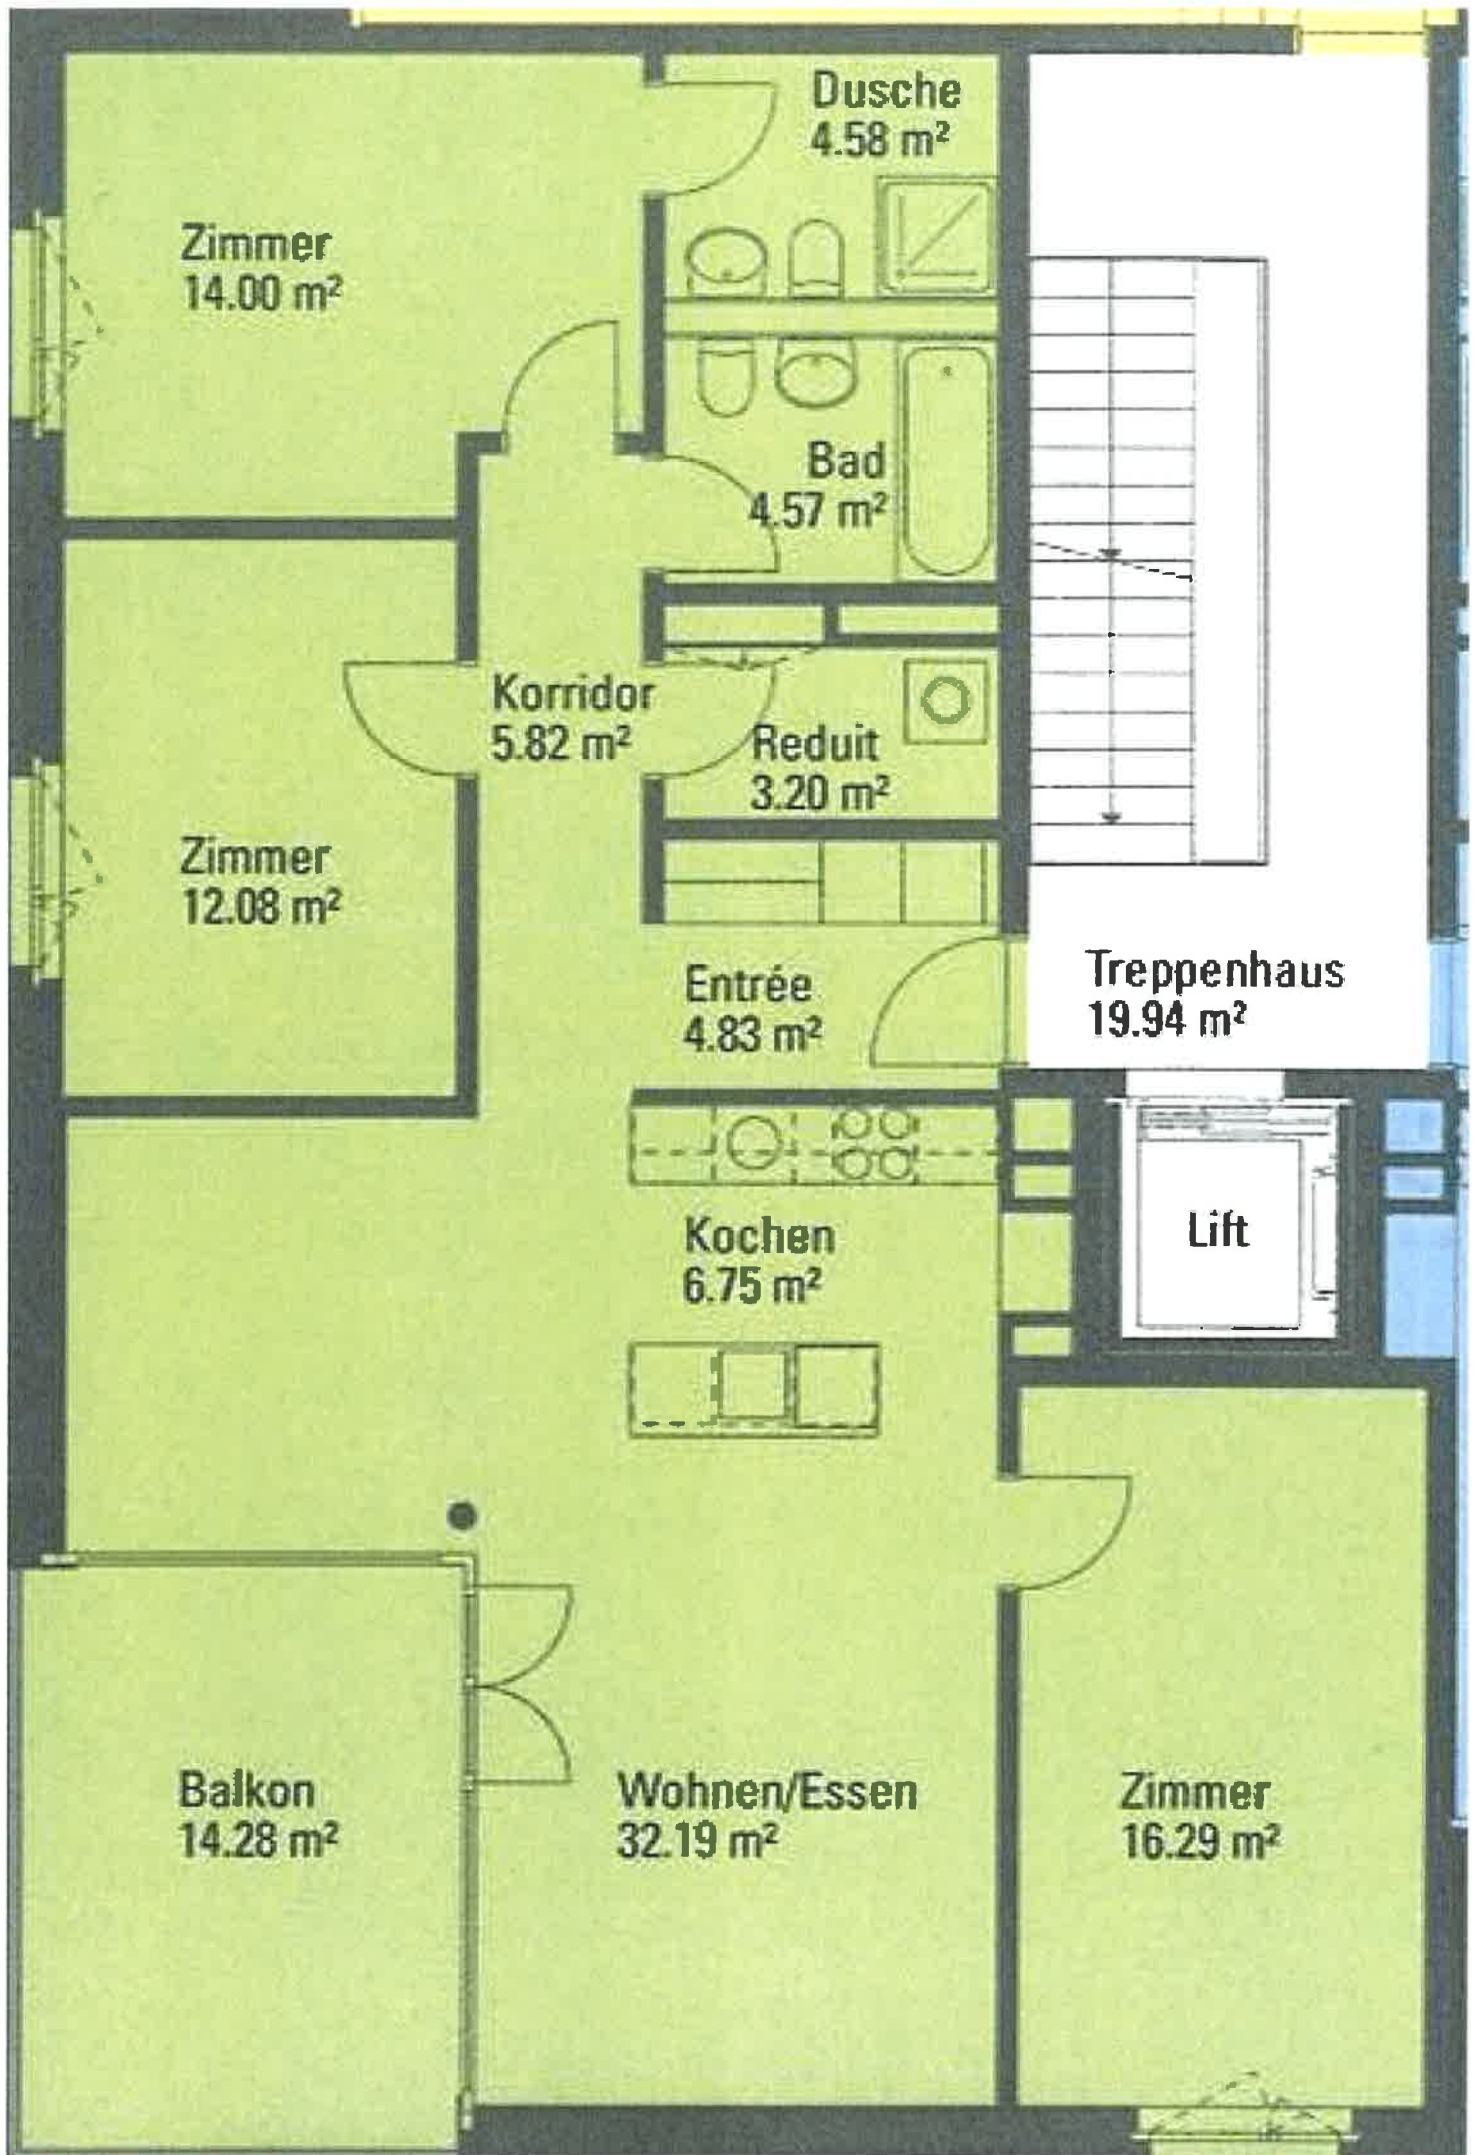 Dusche
4.58 m²
Zimmer
14.00 m²
Bad
4.57 m²
Korridor
5.82 m²
Reduit
3.20 m²
Zimmer
12.08 m²
Entrée
4.83 m²
Treppenhaus
19.94 m²
Kochen
6.75 m²
Lift
Balkon
14.28 m²
Wohnen/Essen
32.19 m²
Zimmer
16.29 m²